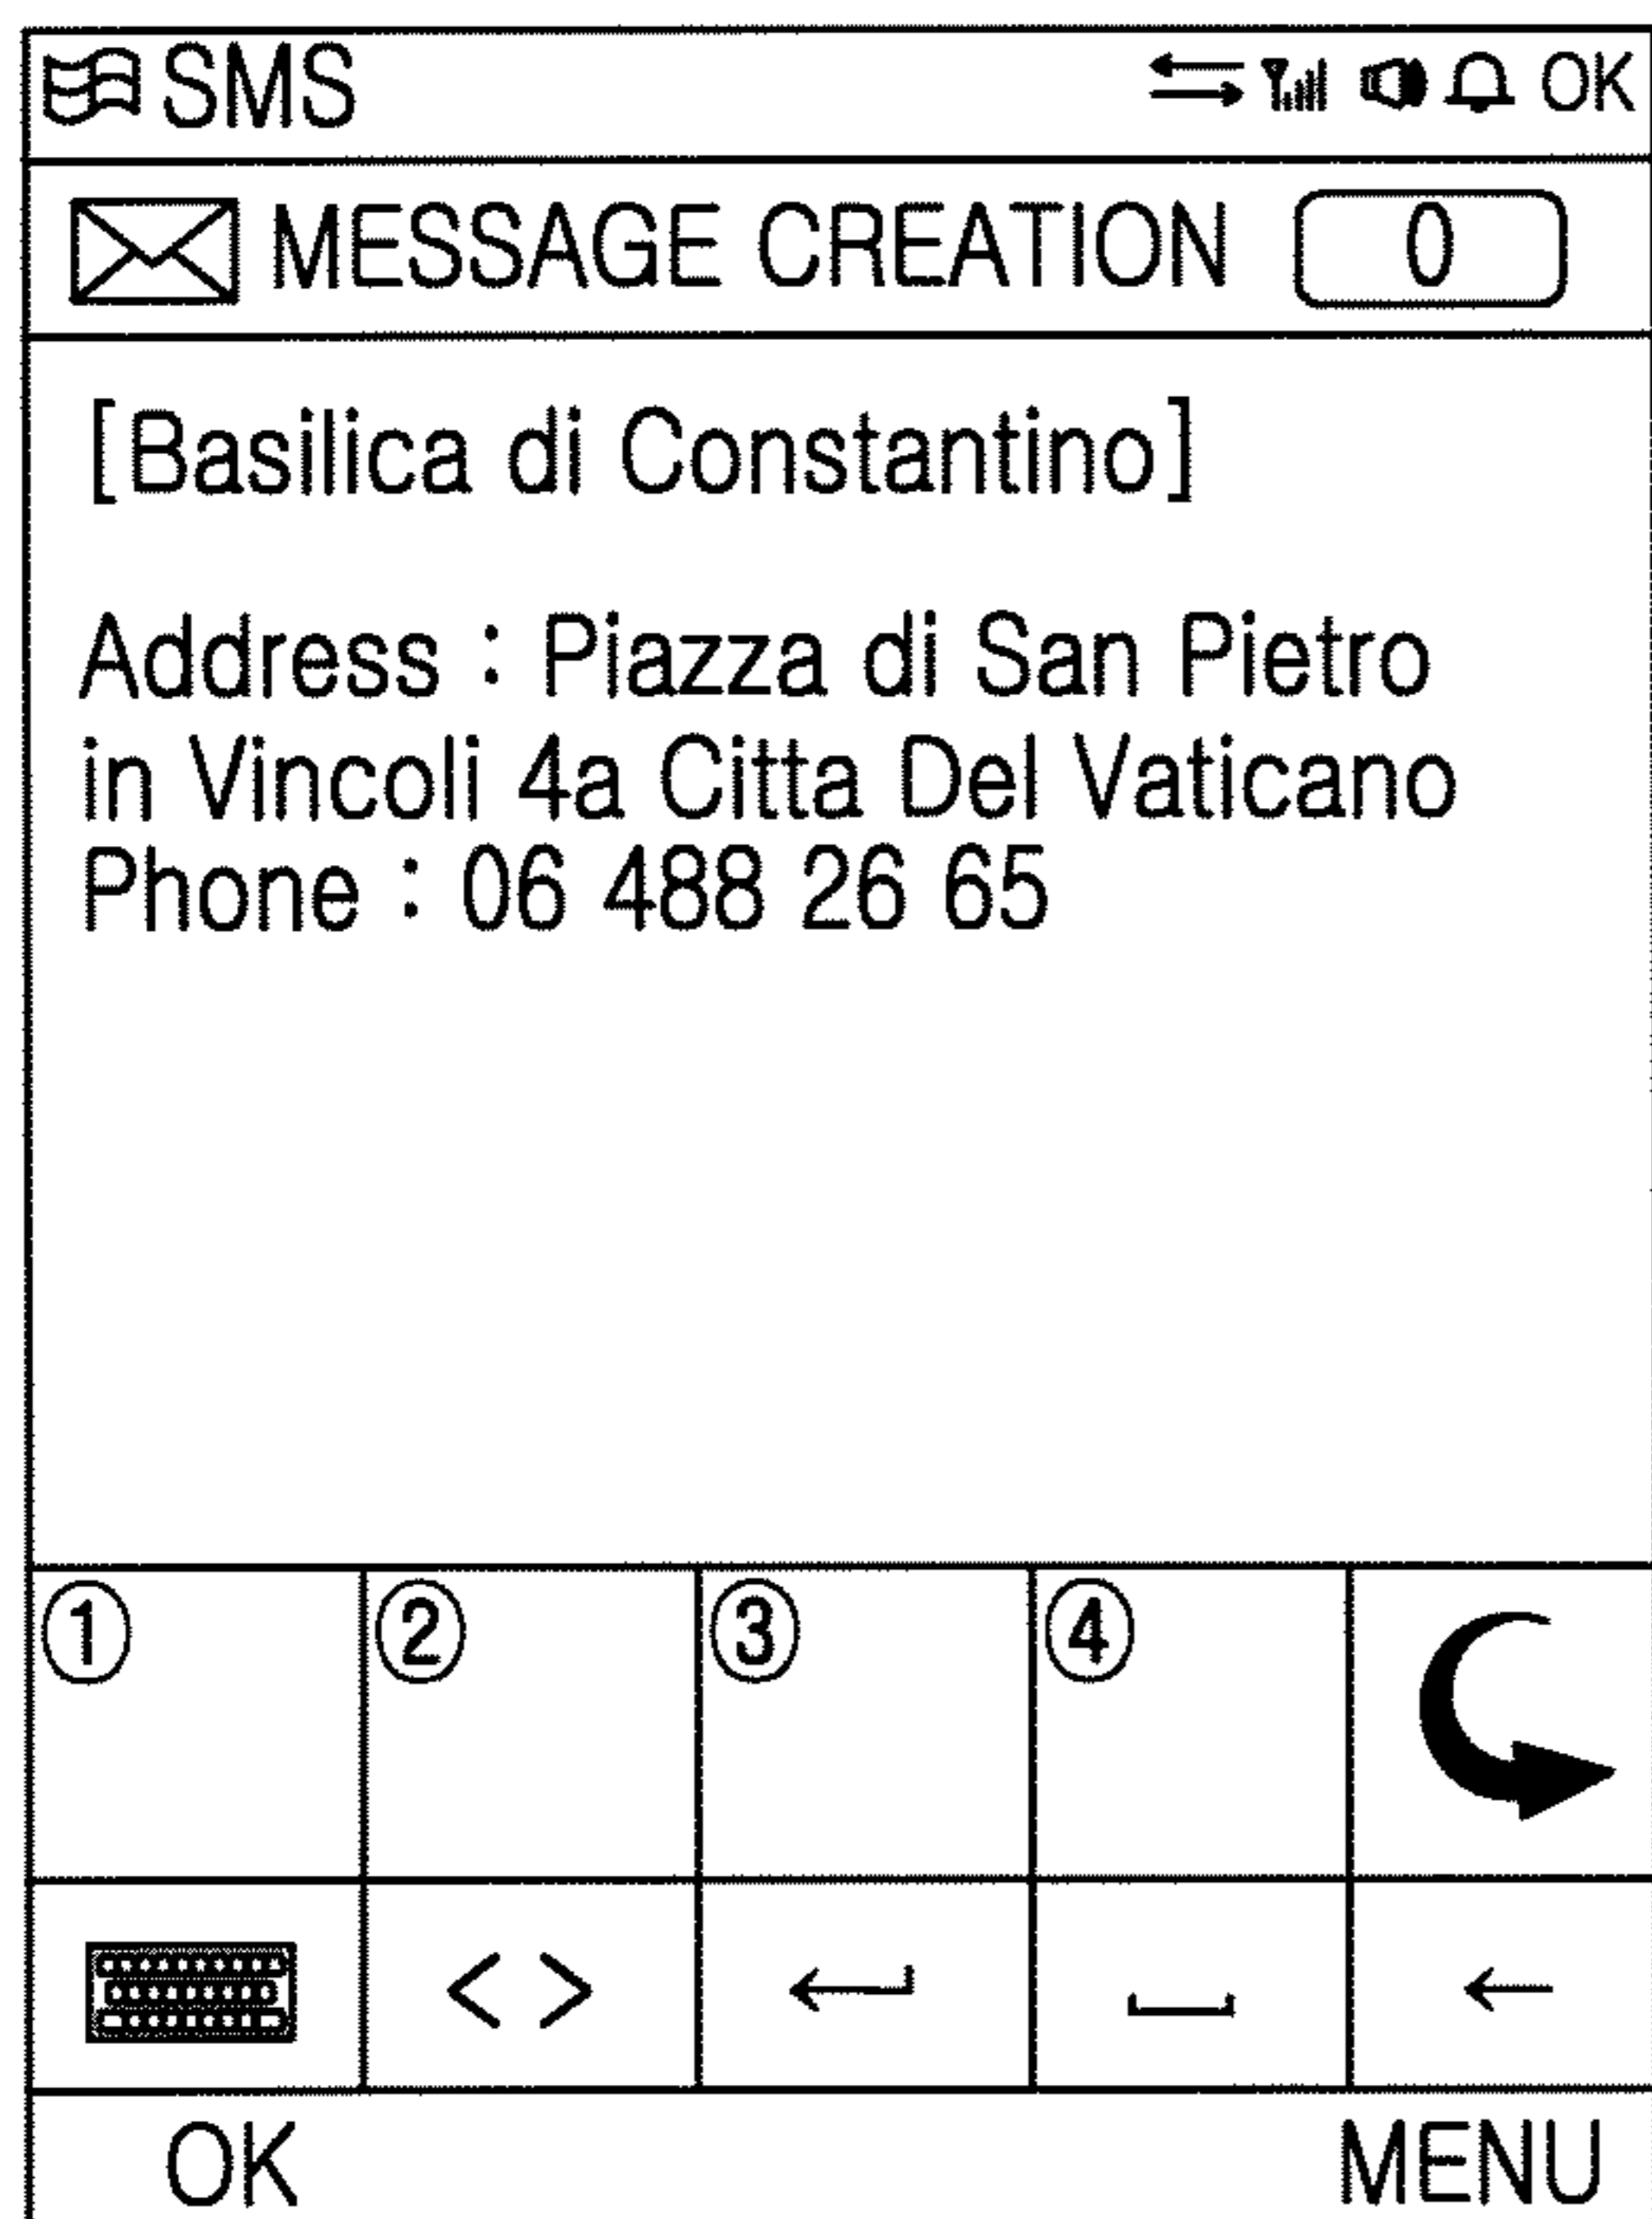 SMS OK
MESSAGE CREATION 0
[Basilica di Constantino]
Address : Piazza di San Pietro
in Vincoli 4a Citta Del Vaticano
Phone : 06 488 26 65
① ② ③ ④
< >
OK MENU